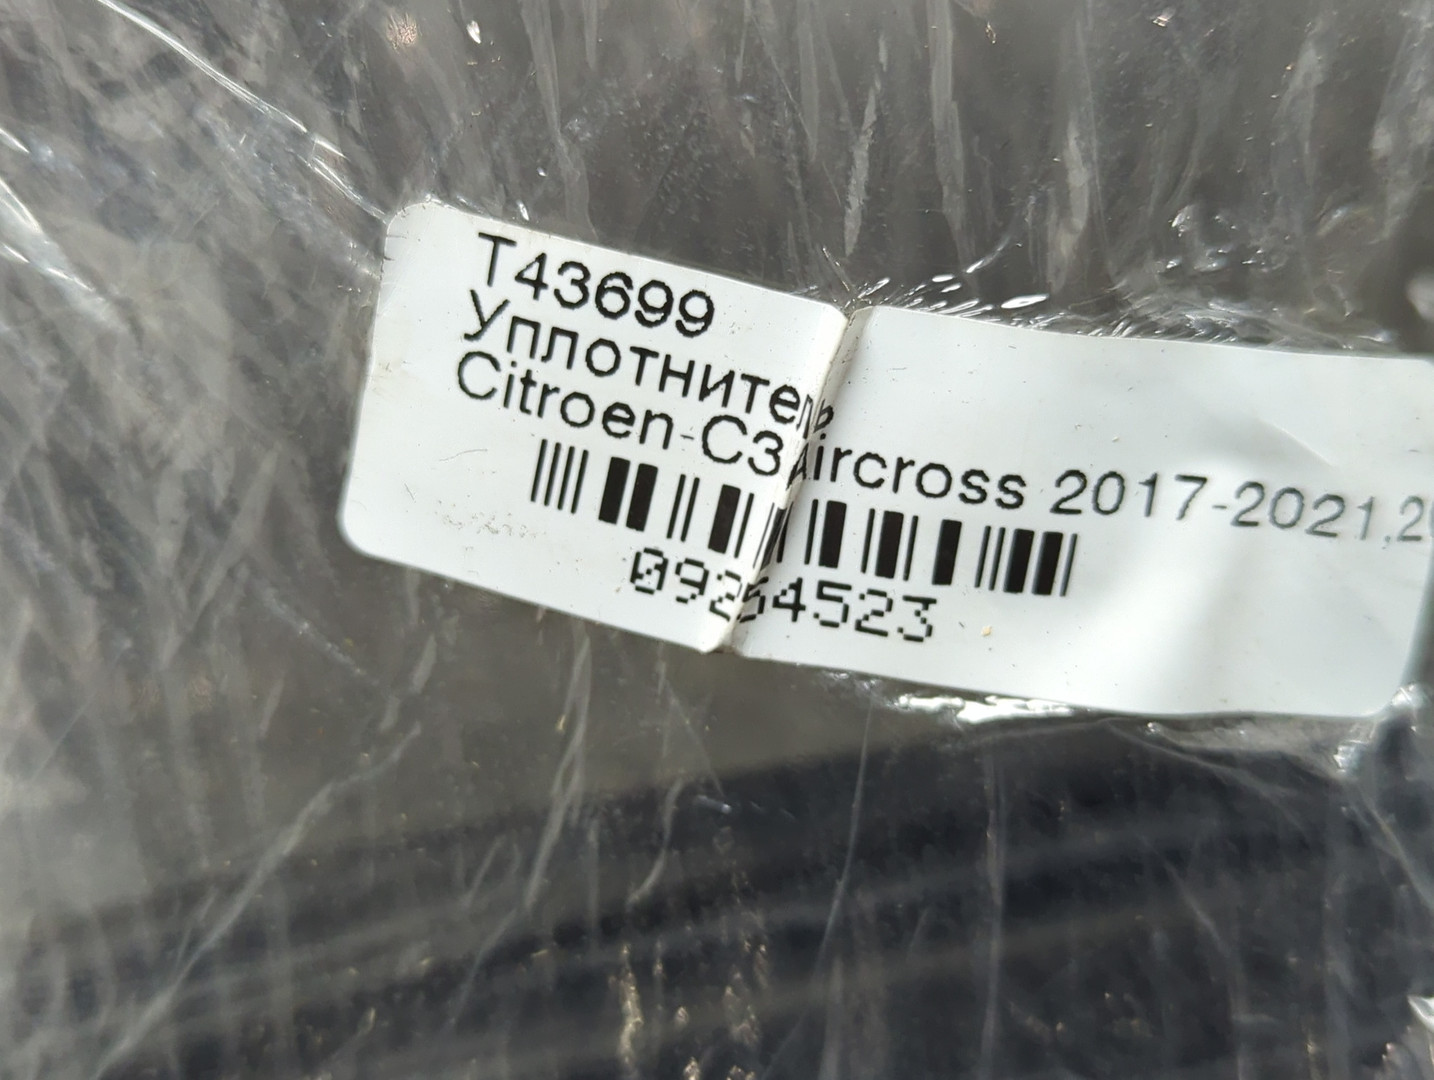 T43699
Уплотнитель
Citroen-C3 Aircross 2017-2021,2
09254523